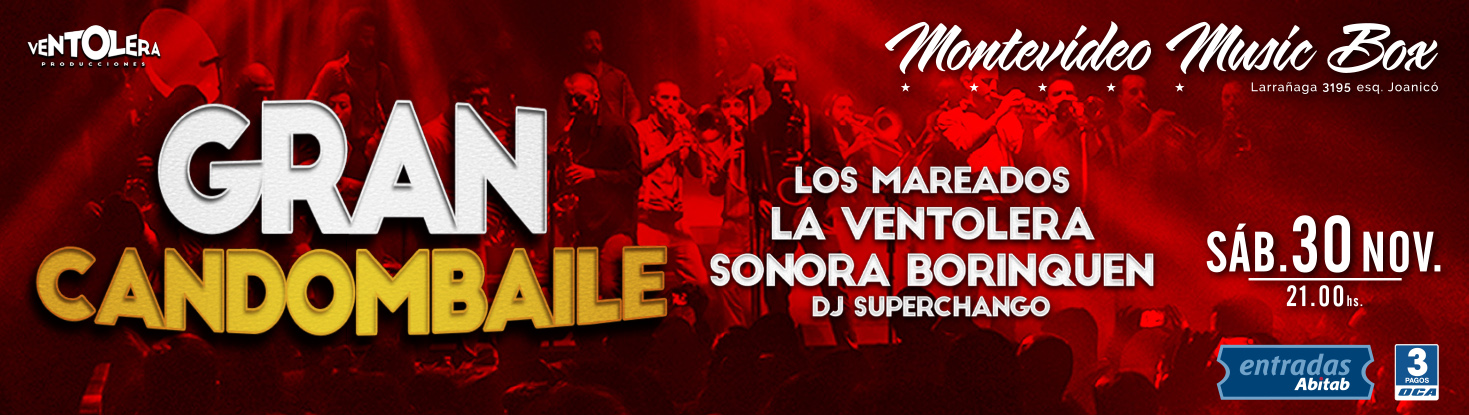 VENTOLERA
PRODUCCIONES
GRAN
CANDOMBAILE
Montevideo Music Box
Larrañaga 3195 esq. Joanicó
LOS MAREADOS
LA VENTOLERA
SONORA BORINQUEN
DJ SUPERCHANGO
SÁB. 30 NOV.
21.00 hs.
entradas
Abitab
3
PAGOS
OCA